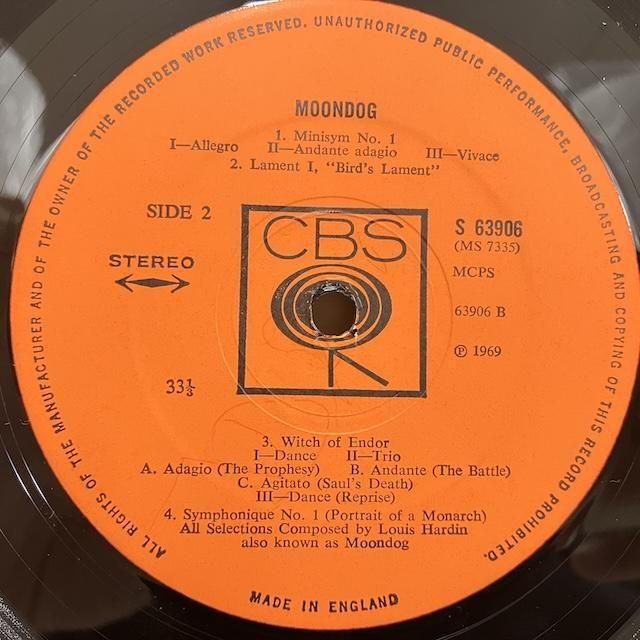 ALL RIGHTS OF THE MANUFACTURER AND OF THE OWNER OF THE RECORDED WORK RESERVED. UNAUTHORIZED PUBLIC PERFORMANCE, BROADCASTING AND COPYING OF THIS RECORD PROHIBITED.
MOONDOG
1. Minisym No. 1
I—Allegro II—Andante adagio III—Vivace
2. Lament I, "Bird's Lament"
SIDE 2
CBS
S 63906
(MS 7335)
STEREO
MCPS
63906 B
℗ 1969
33⅓
3. Witch of Endor
I—Dance II—Trio
A. Adagio (The Prophesy) B. Andante (The Battle)
C. Agitato (Saul's Death)
III—Dance (Reprise)
4. Symphonique No. 1 (Portrait of a Monarch)
All Selections Composed by Louis Hardin
also known as Moondog
MADE IN ENGLAND